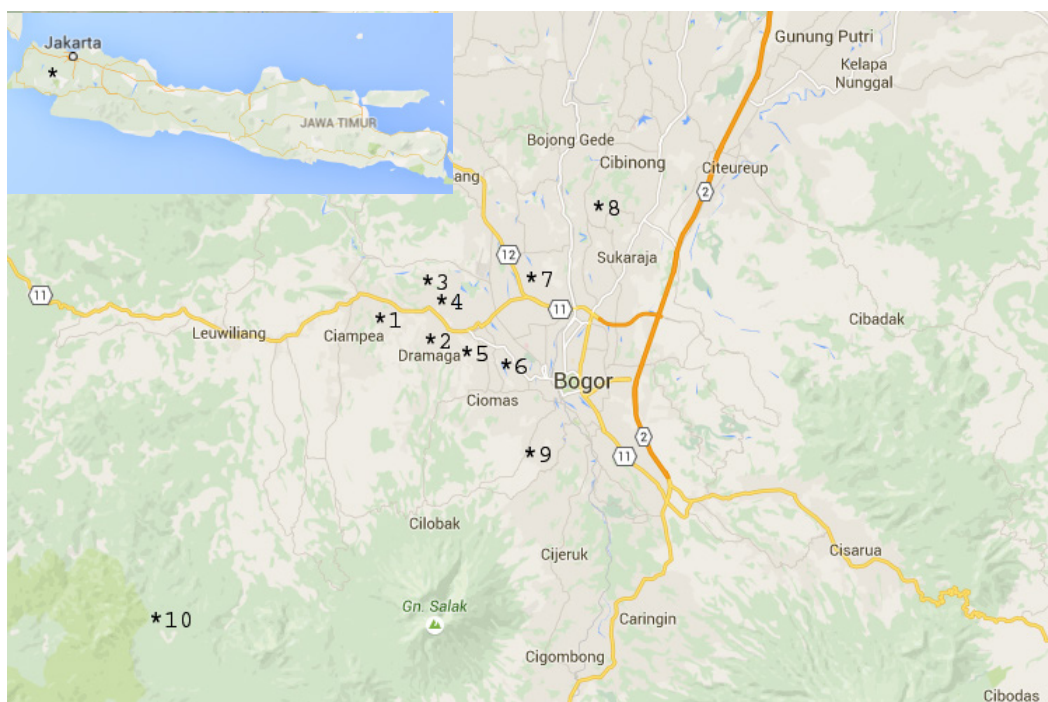 Jakarta
*
JAWA TIMUR
Gunung Putri
Kelapa
Nunggal
Bojong Gede
Cibinong
Citeureup
ang
2
*8
12
Sukaraja
*3
*7
11
*4
11
*1
Leuwiliang
Ciampea
*2
Dramaga
*5
*6
Cibadak
Bogor
Ciomas
2
*9
11
Cilobak
Cijeruk
Cisarua
Gn. Salak
*10
Caringin
Cigombong
Cibodas